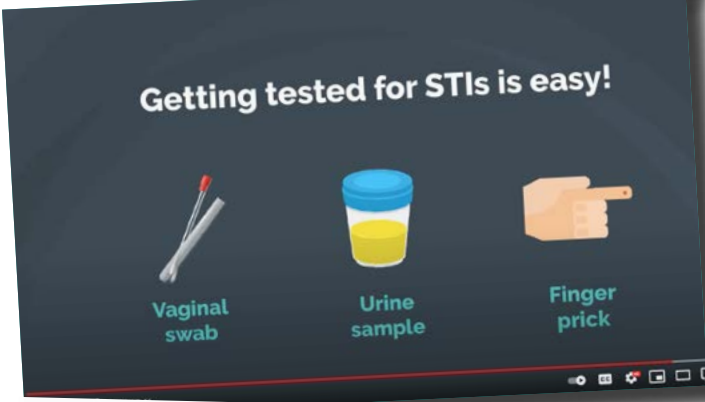 Getting tested for STIs is easy!
Vaginal
swab
Urine
sample
Finger
prick